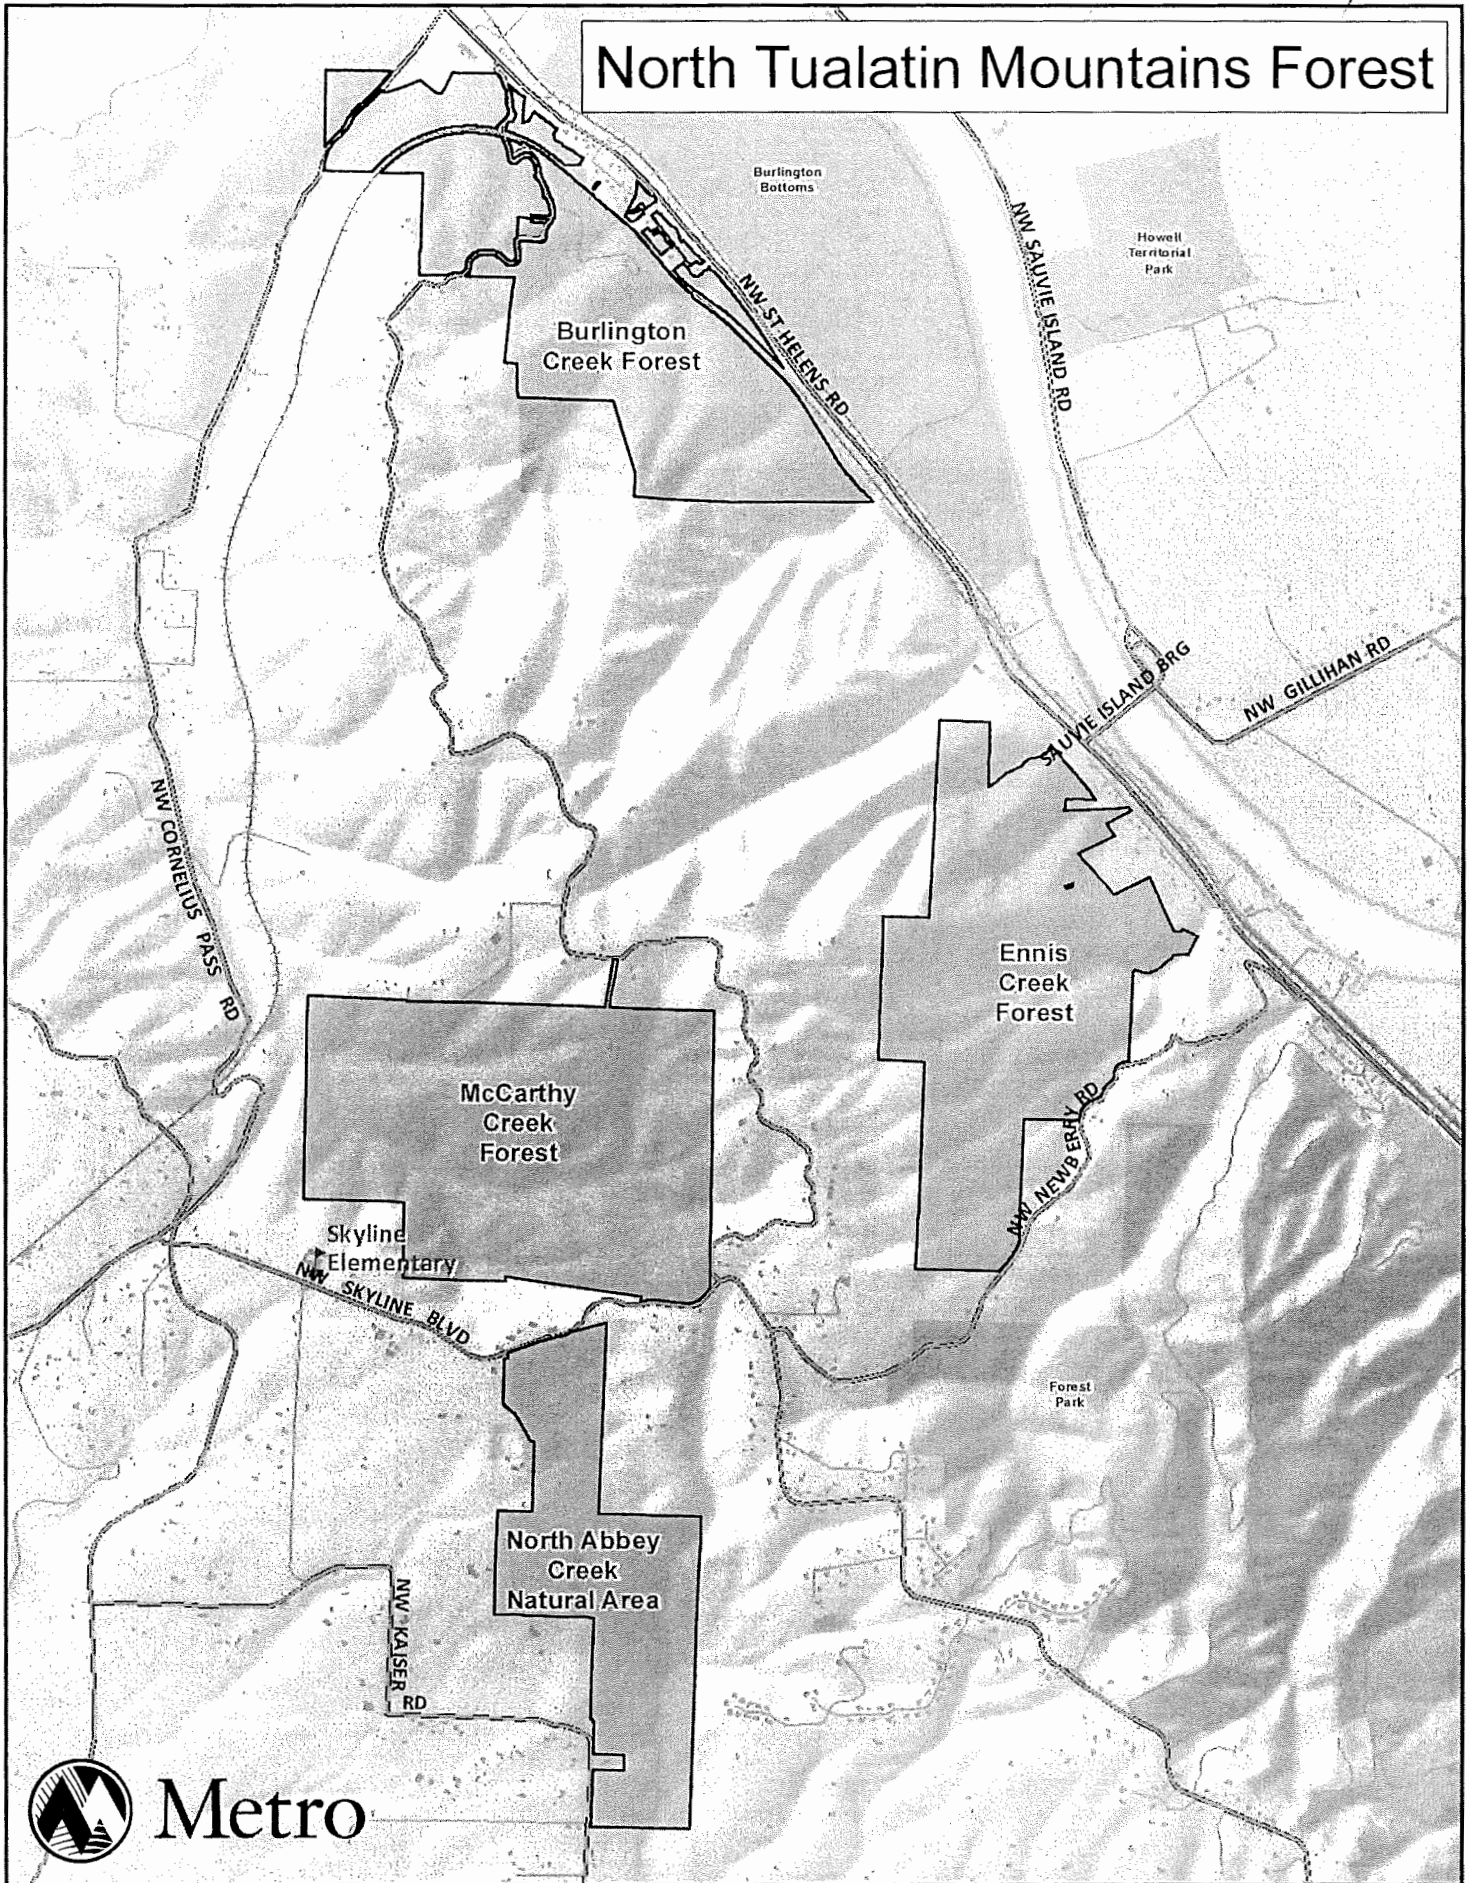 North Tualatin Mountains Forest
Burlington
Bottoms
Howell
Territorial
Park
NW SAUVIE ISLAND RD
NW ST HELENS RD
Burlington
Creek Forest
SAUVIE ISLAND BRG
NW GILLIHAN RD
NW CORNELIUS PASS RD
Ennis
Creek
Forest
McCarthy
Creek
Forest
NW NEWBERRY RD
Skyline
Elementary
NW SKYLINE BLVD
Forest
Park
North Abbey
Creek
Natural Area
NW KAISER RD
Metro